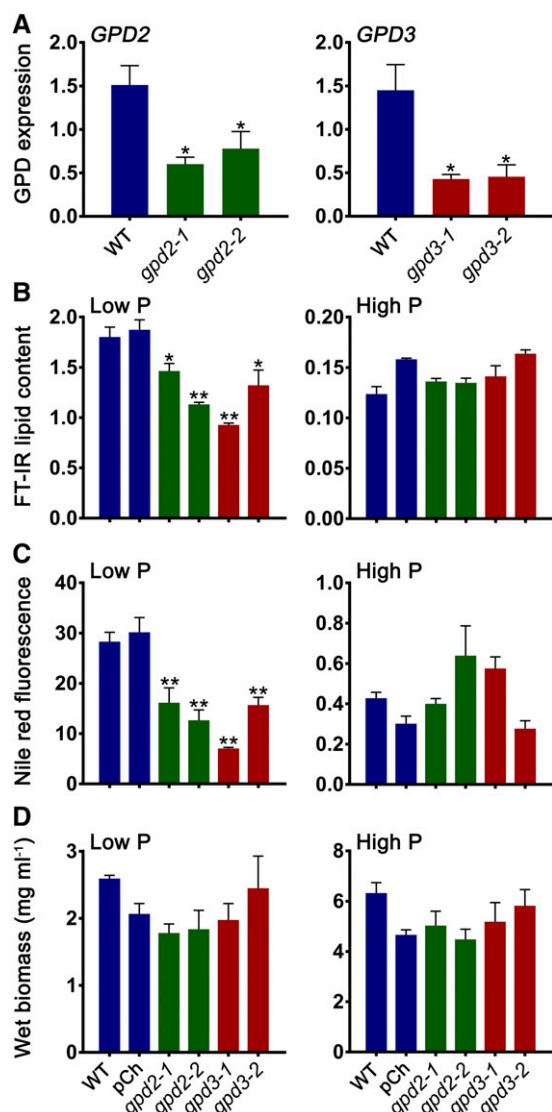 A
GPD2
GPD3
GPD expression
2.0
1.5
1.0
0.5
0.0
*
*
WT
gpd2-1
gpd2-2
2.0
1.5
1.0
0.5
0.0
*
*
WT
gpd3-1
gpd3-2
B
Low P
High P
FT-IR lipid content
2.0
1.5
1.0
0.5
0.0
*
**
**
*
0.20
0.15
0.10
0.05
0.00
C
Low P
High P
Nile red fluorescence
40
30
20
10
0
**
**
**
**
1.0
0.8
0.6
0.4
0.2
0
D
Low P
High P
Wet biomass (mg ml-1)
3
2
1
0
WT
pCh
gpd2-1
gpd2-2
gpd3-1
gpd3-2
8
6
4
2
0
WT
pCh
gpd2-1
gpd2-2
gpd3-1
gpd3-2